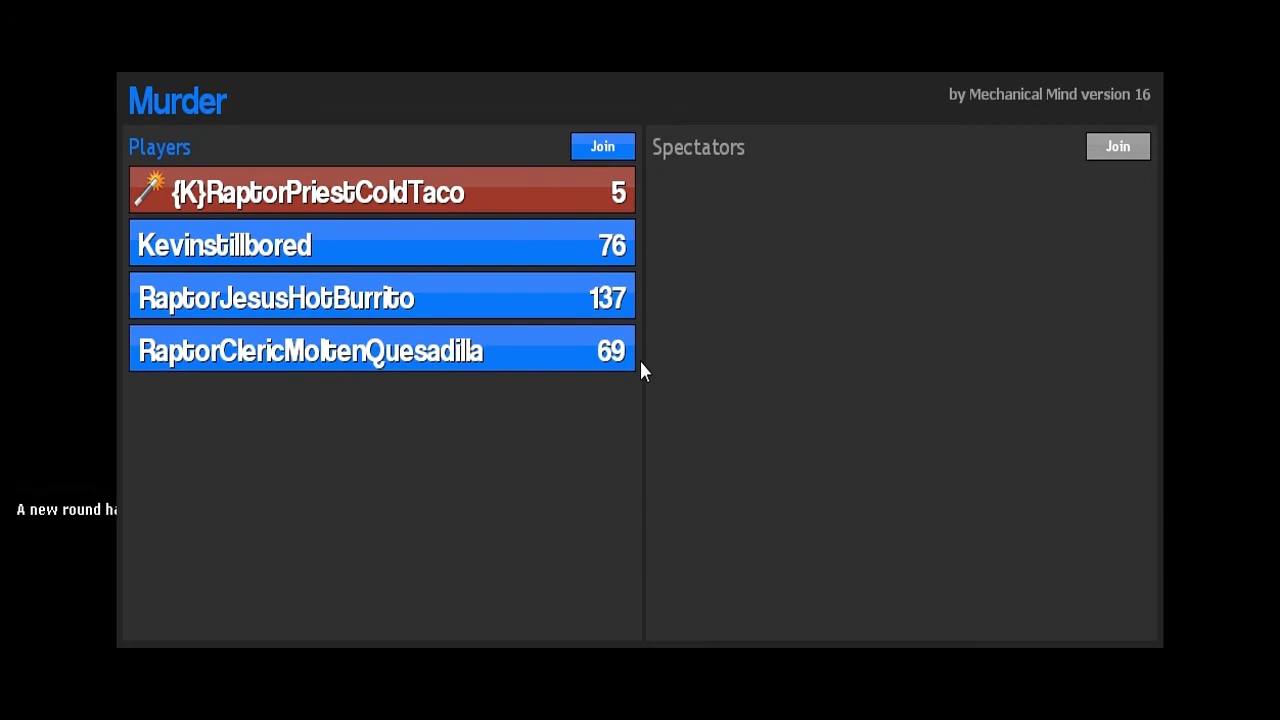 Murder
by Mechanical Mind version 16
Players
Join
Spectators
Join
{K}RaptorPriestColdTaco 5
Kevinstillbored 76
RaptorJesusHotBurrito 137
RaptorClericMoltenQuesadilla 69
A new round ha